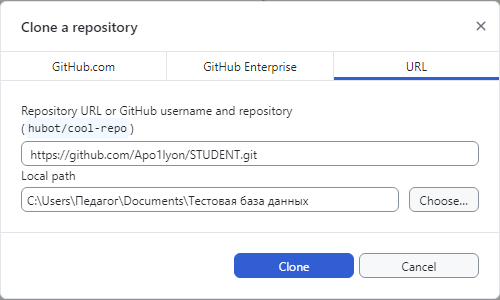 Clone a repository
GitHub.com
GitHub Enterprise
URL
Repository URL or GitHub username and repository
( hubot/cool-repo )
https://github.com/Apo1lyon/STUDENT.git
Local path
C:\Users\Педагог\Documents\Тестовая база данных
Choose...
Clone
Cancel